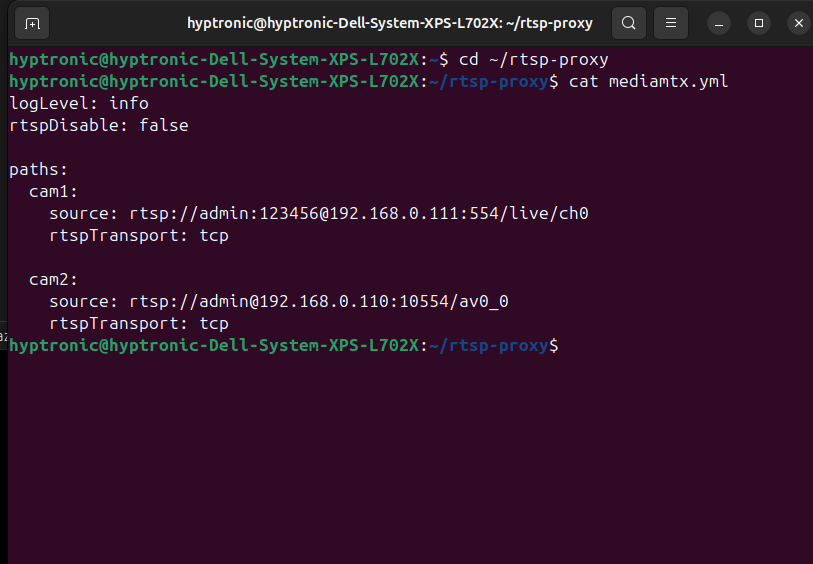 hyptronic@hyptronic-Dell-System-XPS-L702X: ~/rtsp-proxy
hyptronic@hyptronic-Dell-System-XPS-L702X:~$ cd ~/rtsp-proxy
hyptronic@hyptronic-Dell-System-XPS-L702X:~/rtsp-proxy$ cat mediamtx.yml
logLevel: info
rtspDisable: false
paths:
  cam1:
    source: rtsp://admin:123456@192.168.0.111:554/live/ch0
    rtspTransport: tcp
  cam2:
    source: rtsp://admin@192.168.0.110:10554/av0_0
    rtspTransport: tcp
hyptronic@hyptronic-Dell-System-XPS-L702X:~/rtsp-proxy$